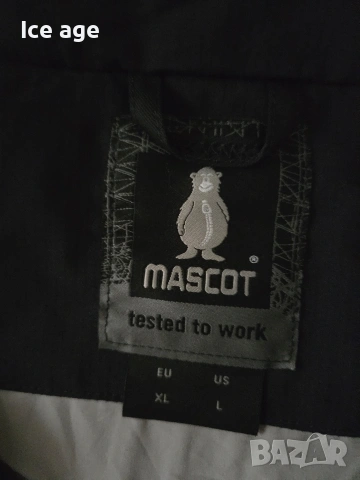 Ice age
MASCOT®
tested to work
EU US
XL L
BAZAR